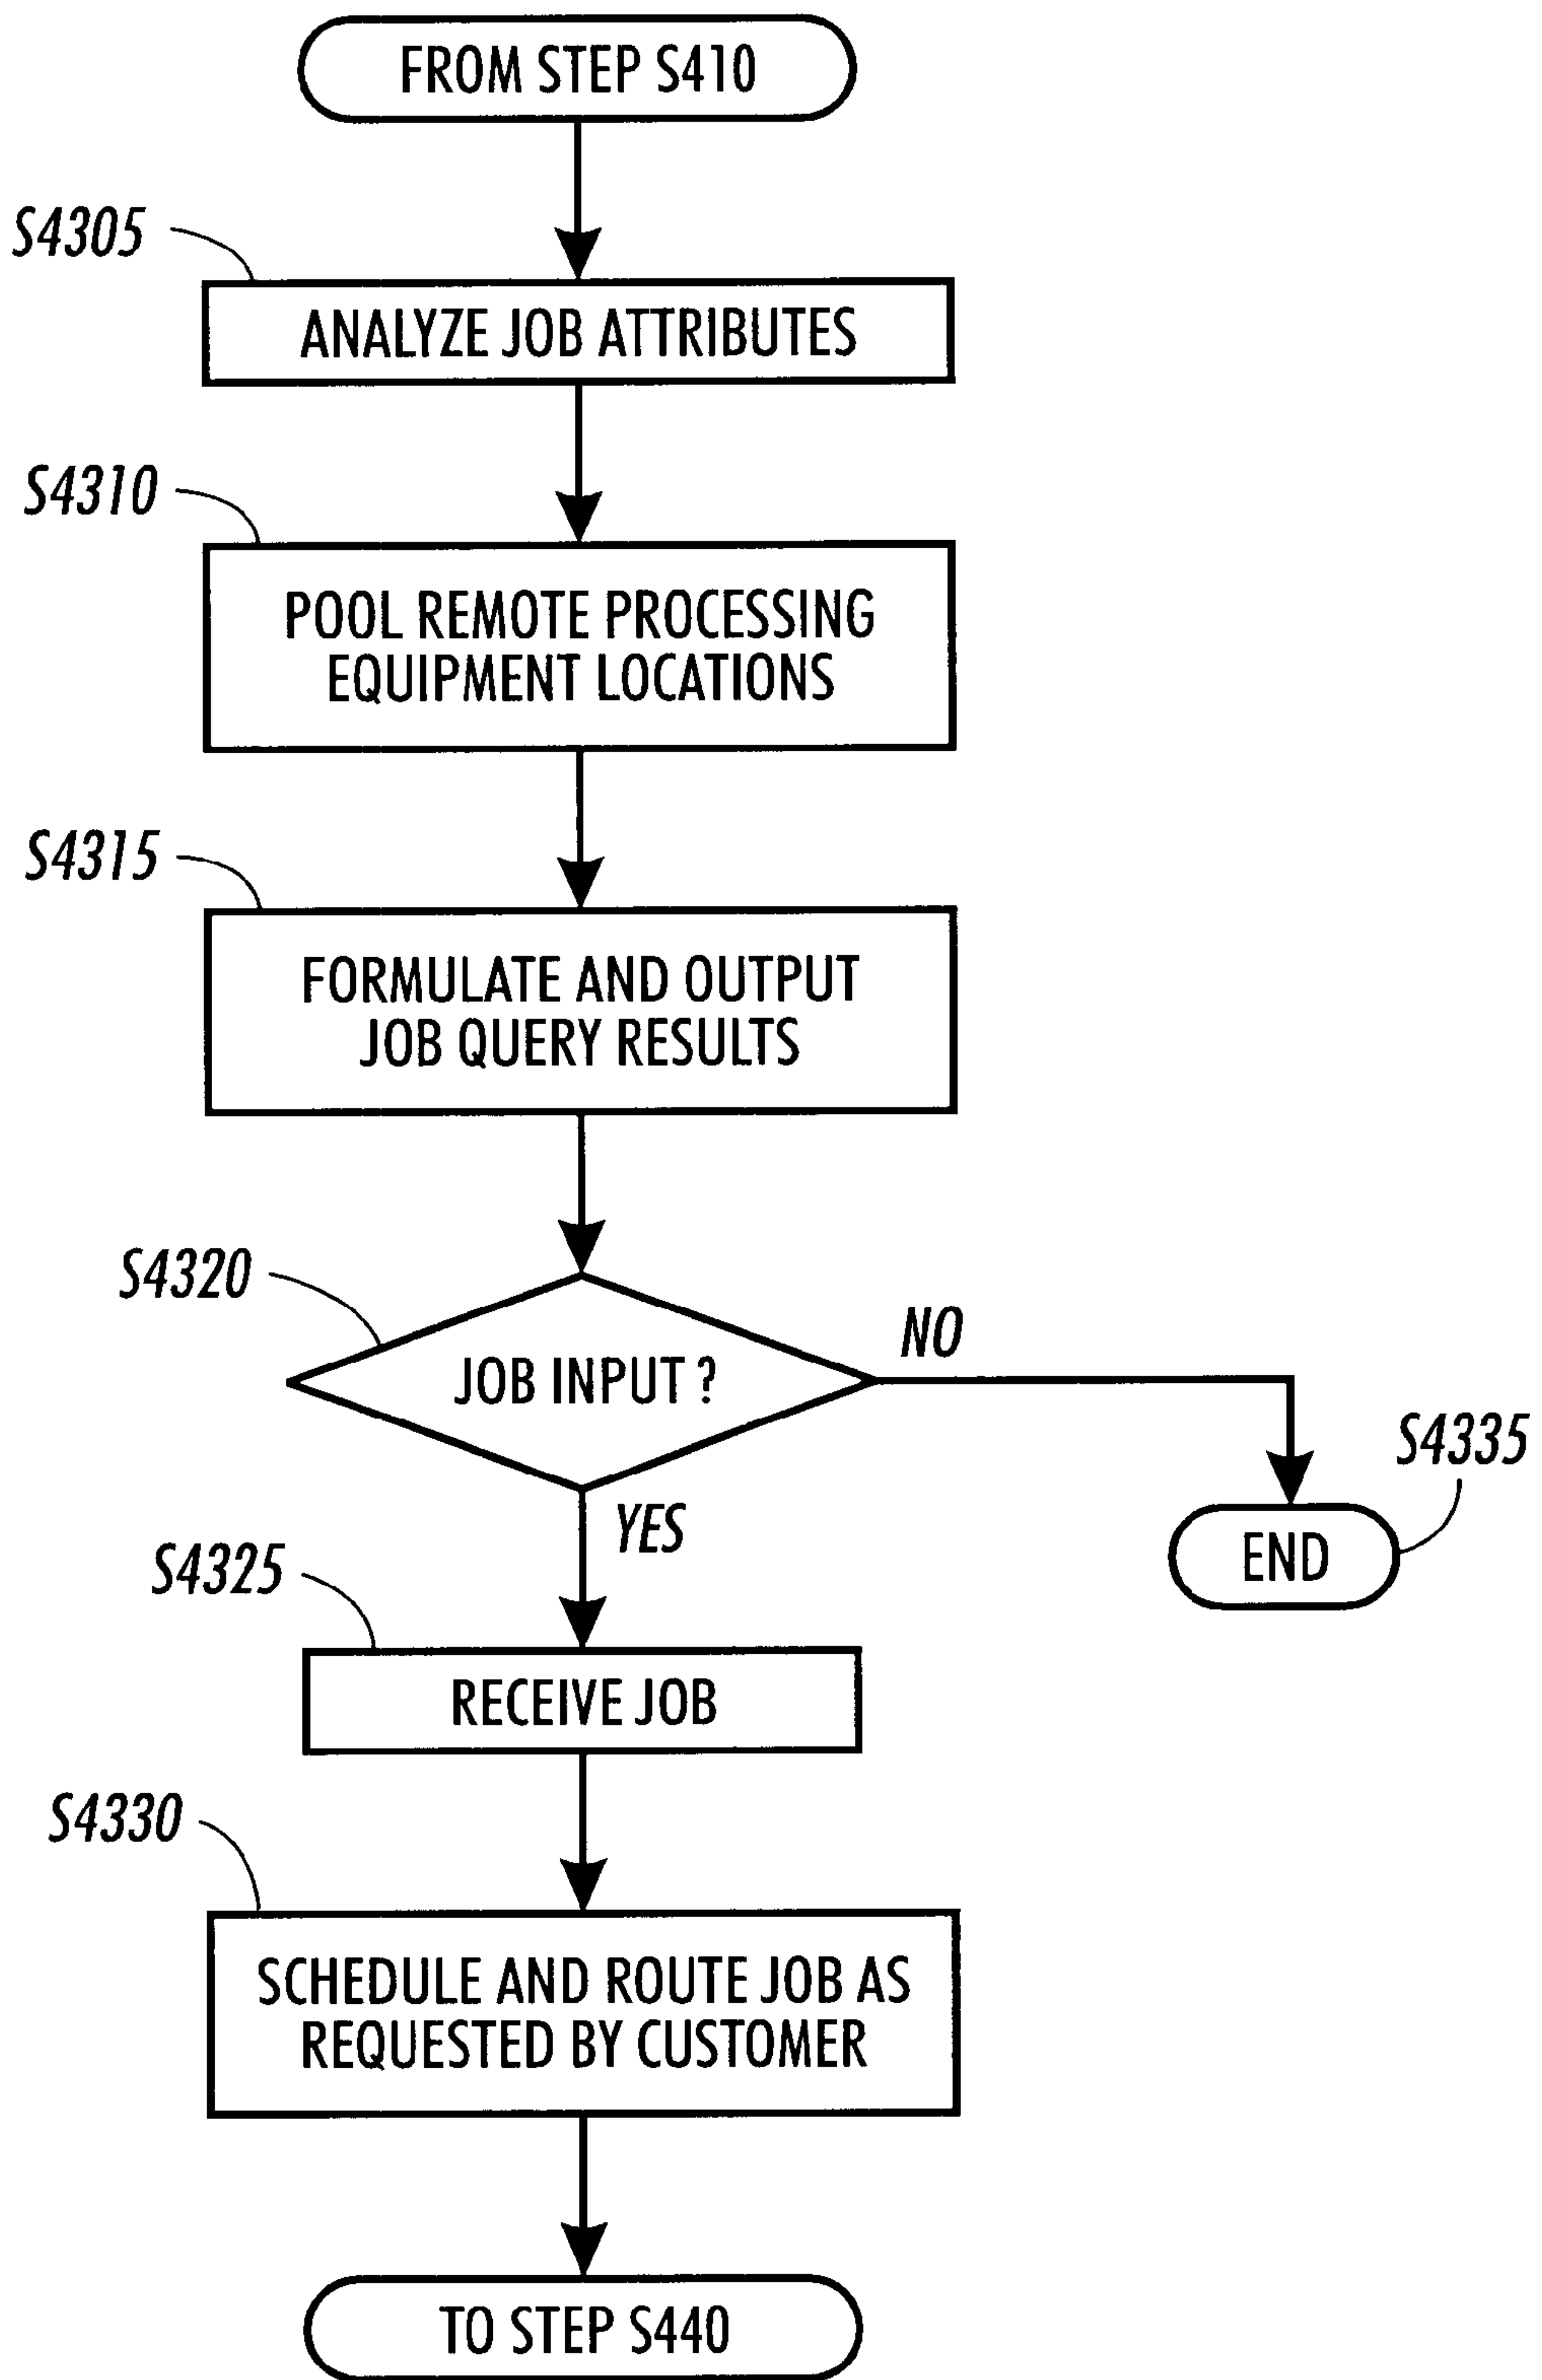 FROM STEP S410
S4305
ANALYZE JOB ATTRIBUTES
S4310
POOL REMOTE PROCESSING
EQUIPMENT LOCATIONS
S4315
FORMULATE AND OUTPUT
JOB QUERY RESULTS
S4320
JOB INPUT ?
NO
S4335
END
YES
S4325
RECEIVE JOB
S4330
SCHEDULE AND ROUTE JOB AS
REQUESTED BY CUSTOMER
TO STEP S440